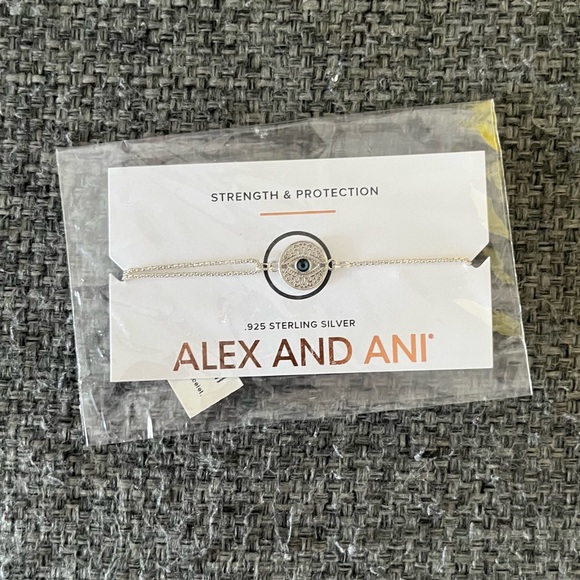 STRENGTH & PROTECTION
.925 STERLING SILVER
ALEX AND ANI®